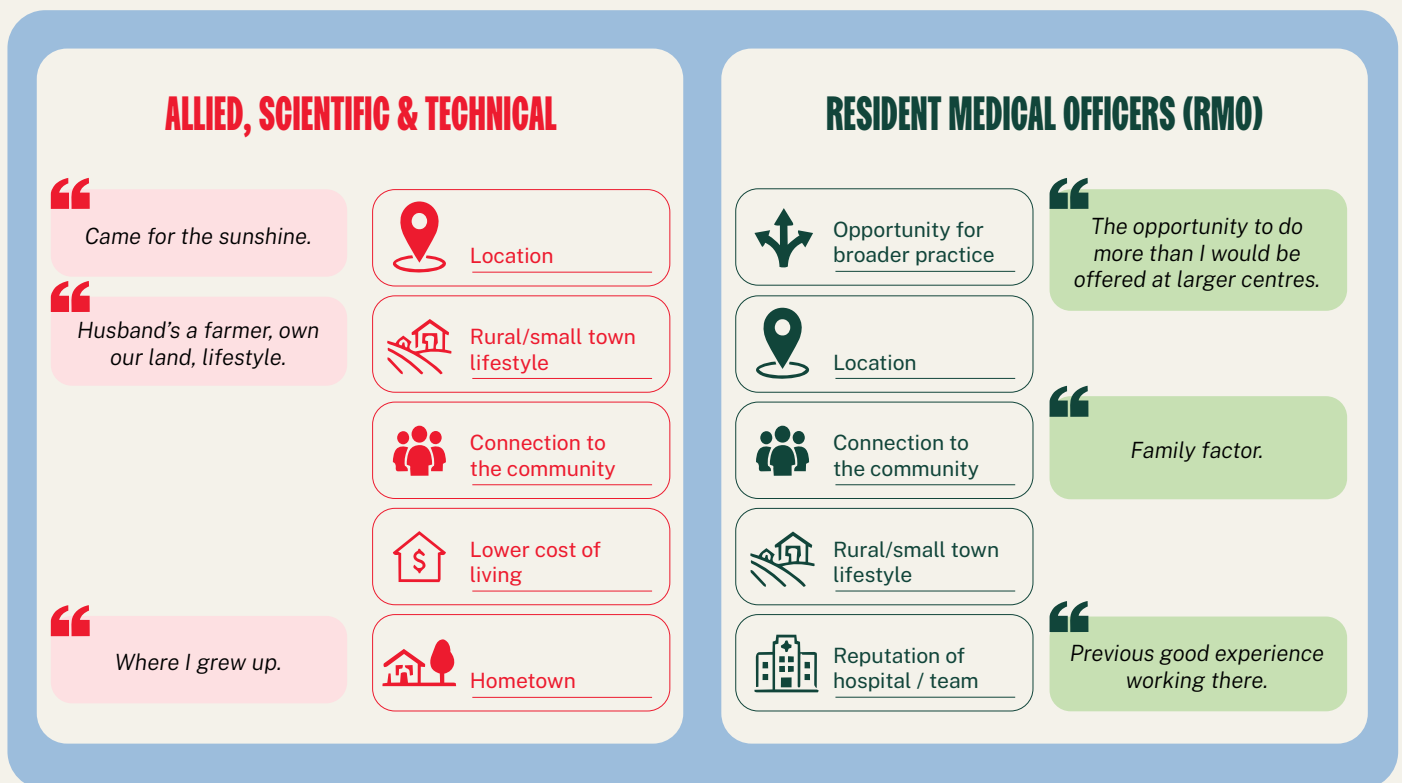 ALLIED, SCIENTIFIC & TECHNICAL
Came for the sunshine.
Location
Husband’s a farmer, own
our land, lifestyle.
Rural/small town
lifestyle
Connection to
the community
$
Lower cost of
living
Where I grew up.
Hometown
RESIDENT MEDICAL OFFICERS (RMO)
Opportunity for
broader practice
The opportunity to do
more than I would be
offered at larger centres.
Location
Connection to
the community
Family factor.
Rural/small town
lifestyle
Reputation of
hospital / team
Previous good experience
working there.